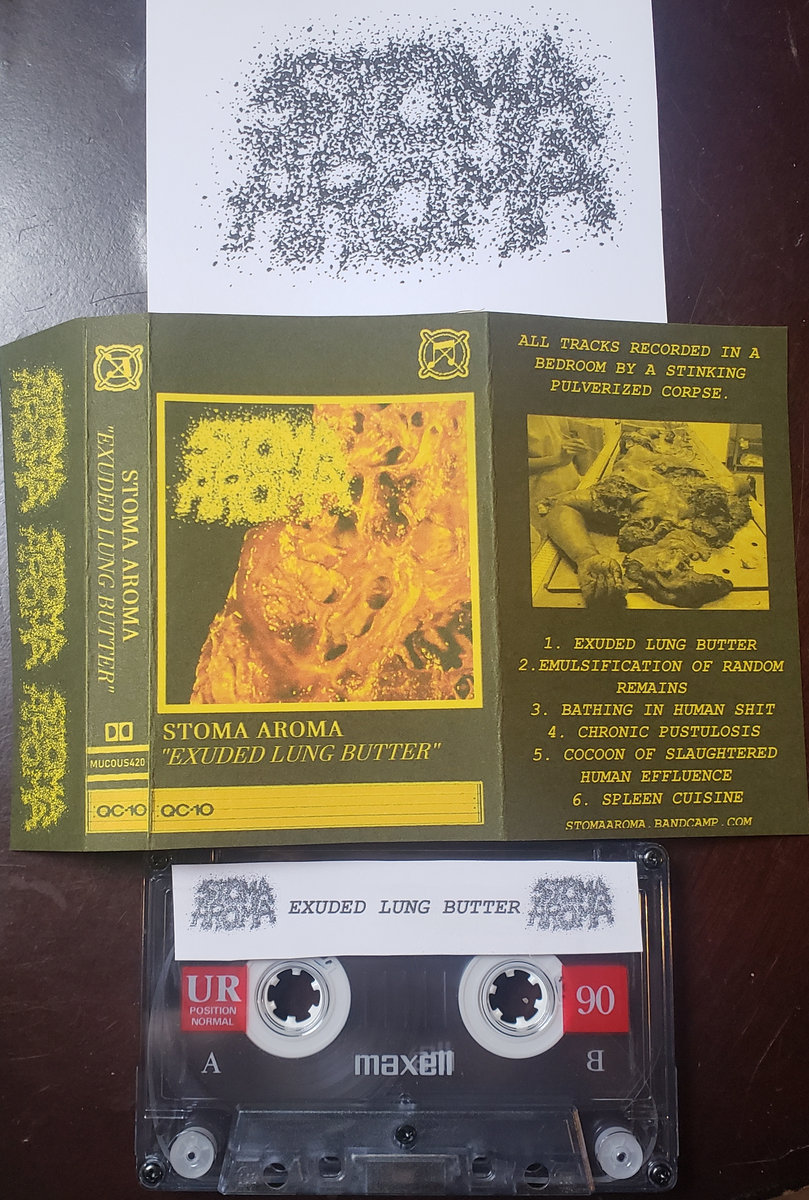 STOMA
AROMA
STOMA
AROMA
STOMA
AROMA
STOMA
AROMA
STOMA AROMA
"EXUDED LUNG BUTTER"
MUCOUS420
QC-10
STOMA
AROMA
STOMA AROMA
"EXUDED LUNG BUTTER"
QC-10
ALL TRACKS RECORDED IN A
BEDROOM BY A STINKING
PULVERIZED CORPSE.
1. EXUDED LUNG BUTTER
2.EMULSIFICATION OF RANDOM
REMAINS
3. BATHING IN HUMAN SHIT
4. CHRONIC PUSTULOSIS
5. COCOON OF SLAUGHTERED
HUMAN EFFLUENCE
6. SPLEEN CUISINE
STOMAAROMA.BANDCAMP.COM
STOMA
AROMA
EXUDED LUNG BUTTER
STOMA
AROMA
UR
POSITION
NORMAL
90
A
maxell
B